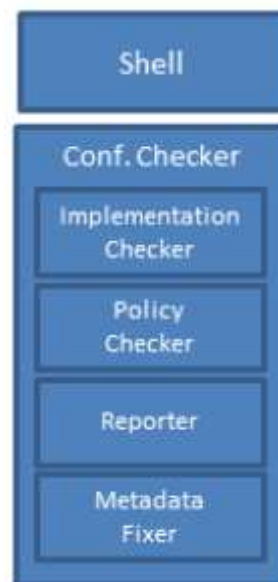 Shell
Conf. Checker
Implementation
Checker
Policy
Checker
Reporter
Metadata
Fixer